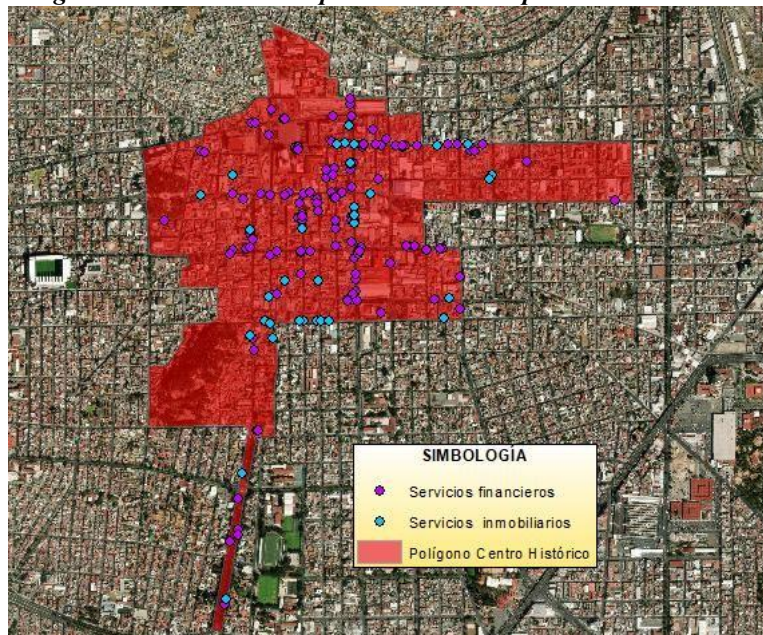 SIMBOLOGÍA
Servicios financieros
Servicios inmobiliarios
Polígono Centro Histórico